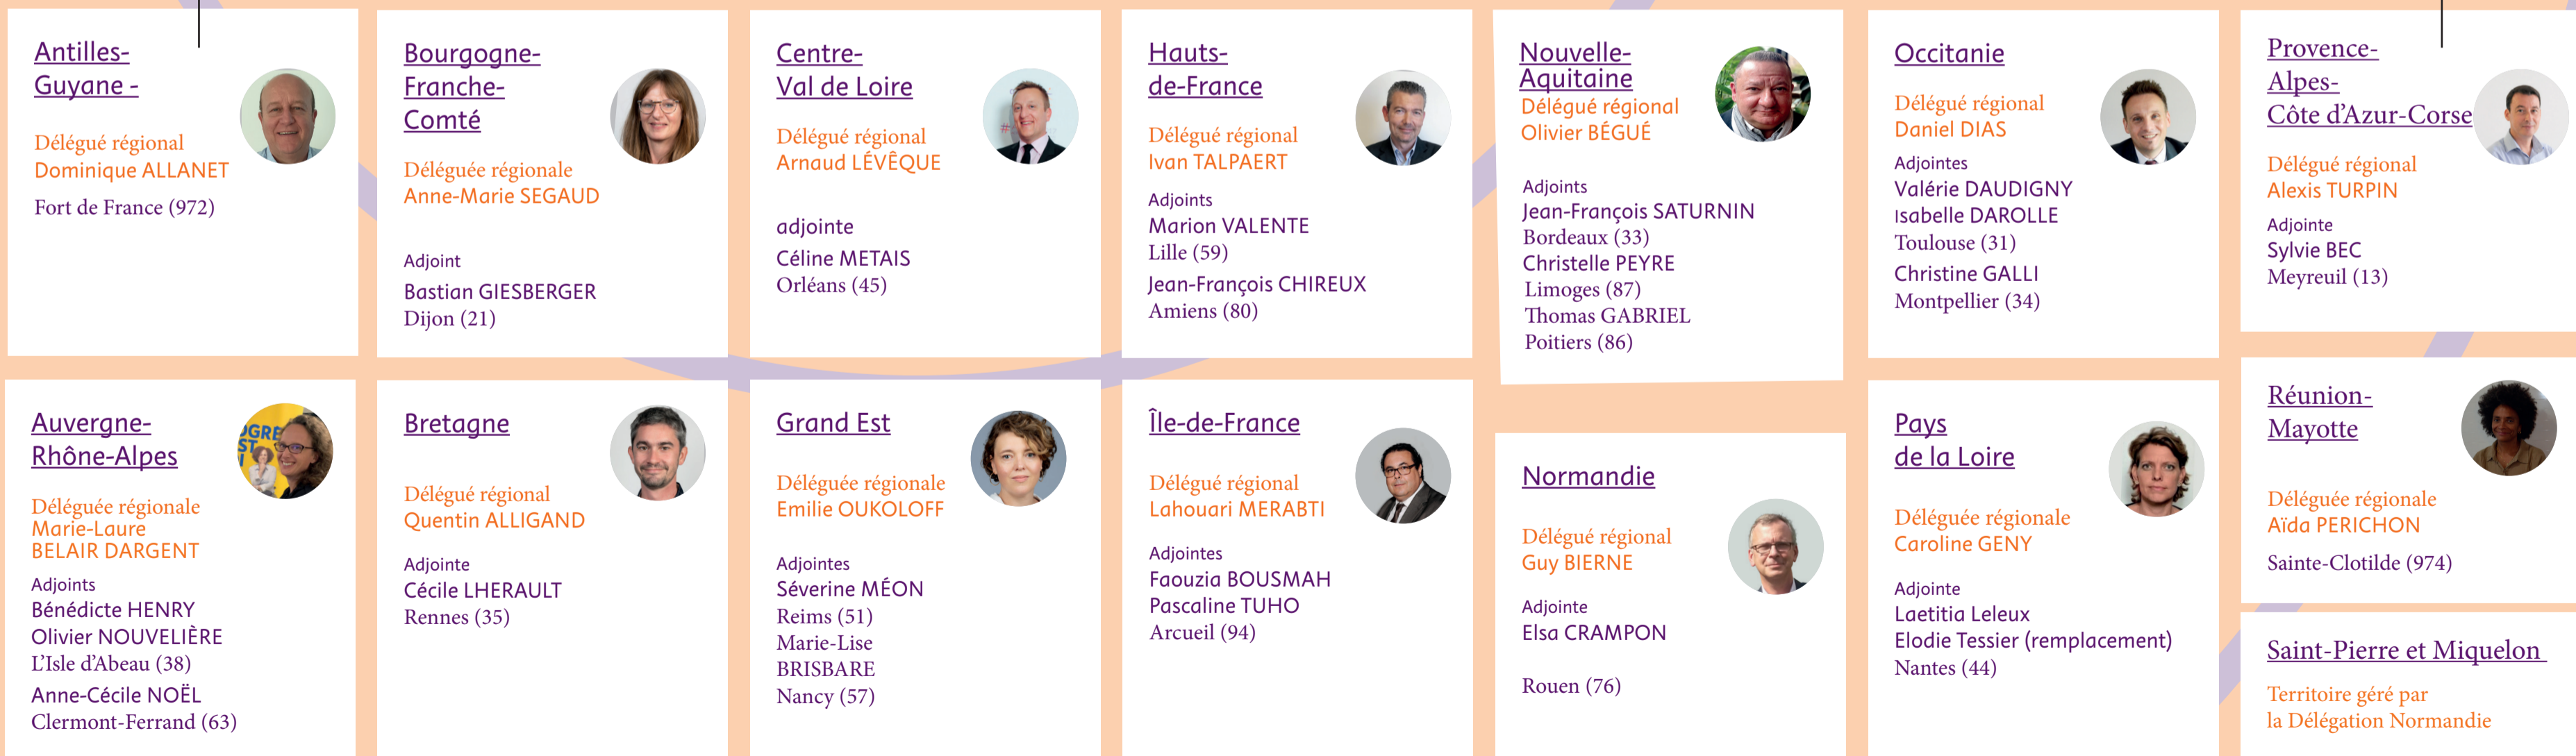 Antilles-
Guyane -
Délégué régional
Dominique ALLANET
Fort de France (972)
Bourgogne-
Franche-
Comté
Déléguée régionale
Anne-Marie SEGAUD
Adjoint
Bastian GIESBERGER
Dijon (21)
Centre-
Val de Loire
Délégué régional
Arnaud LÉVÊQUE
adjointe
Céline METAIS
Orléans (45)
Hauts-
de-France
Délégué régional
Ivan TALPAERT
Adjoints
Marion VALENTE
Lille (59)
Jean-François CHIREUX
Amiens (80)
Nouvelle-
Aquitaine
Délégué régional
Olivier BÉGUÉ
Adjoints
Jean-François SATURNIN
Bordeaux (33)
Christelle PEYRE
Limoges (87)
Thomas GABRIEL
Poitiers (86)
Occitanie
Délégué régional
Daniel DIAS
Adjointes
Valérie DAUDIGNY
Isabelle DAROLLE
Toulouse (31)
Christine GALLI
Montpellier (34)
Provence-
Alpes-
Côte d'Azur-Corse
Délégué régional
Alexis TURPIN
Adjointe
Sylvie BEC
Meyreuil (13)
Auvergne-
Rhône-Alpes
Déléguée régionale
Marie-Laure
BELAIR DARGENT
Adjoints
Bénédicte HENRY
Olivier NOUVELIÈRE
L'Isle d'Abeau (38)
Anne-Cécile NOËL
Clermont-Ferrand (63)
Bretagne
Délégué régional
Quentin ALLIGAND
Adjointe
Cécile LHERAULT
Rennes (35)
Grand Est
Déléguée régionale
Emilie OUKOLOFF
Adjointes
Séverine MÉON
Reims (51)
Marie-Lise
BRISBARE
Nancy (57)
Île-de-France
Délégué régional
Lahouari MERABTI
Adjointes
Faouzia BOUSMAH
Pascaline TUHO
Arcueil (94)
Normandie
Délégué régional
Guy BIERNE
Adjointe
Elsa CRAMPON
Rouen (76)
Pays
de la Loire
Déléguée régionale
Caroline GENY
Adjointe
Laetitia Leleux
Elodie Tessier (remplacement)
Nantes (44)
Réunion-
Mayotte
Déléguée régionale
Aïda PERICHON
Sainte-Clotilde (974)
Saint-Pierre et Miquelon
Territoire géré par
la Délégation Normandie